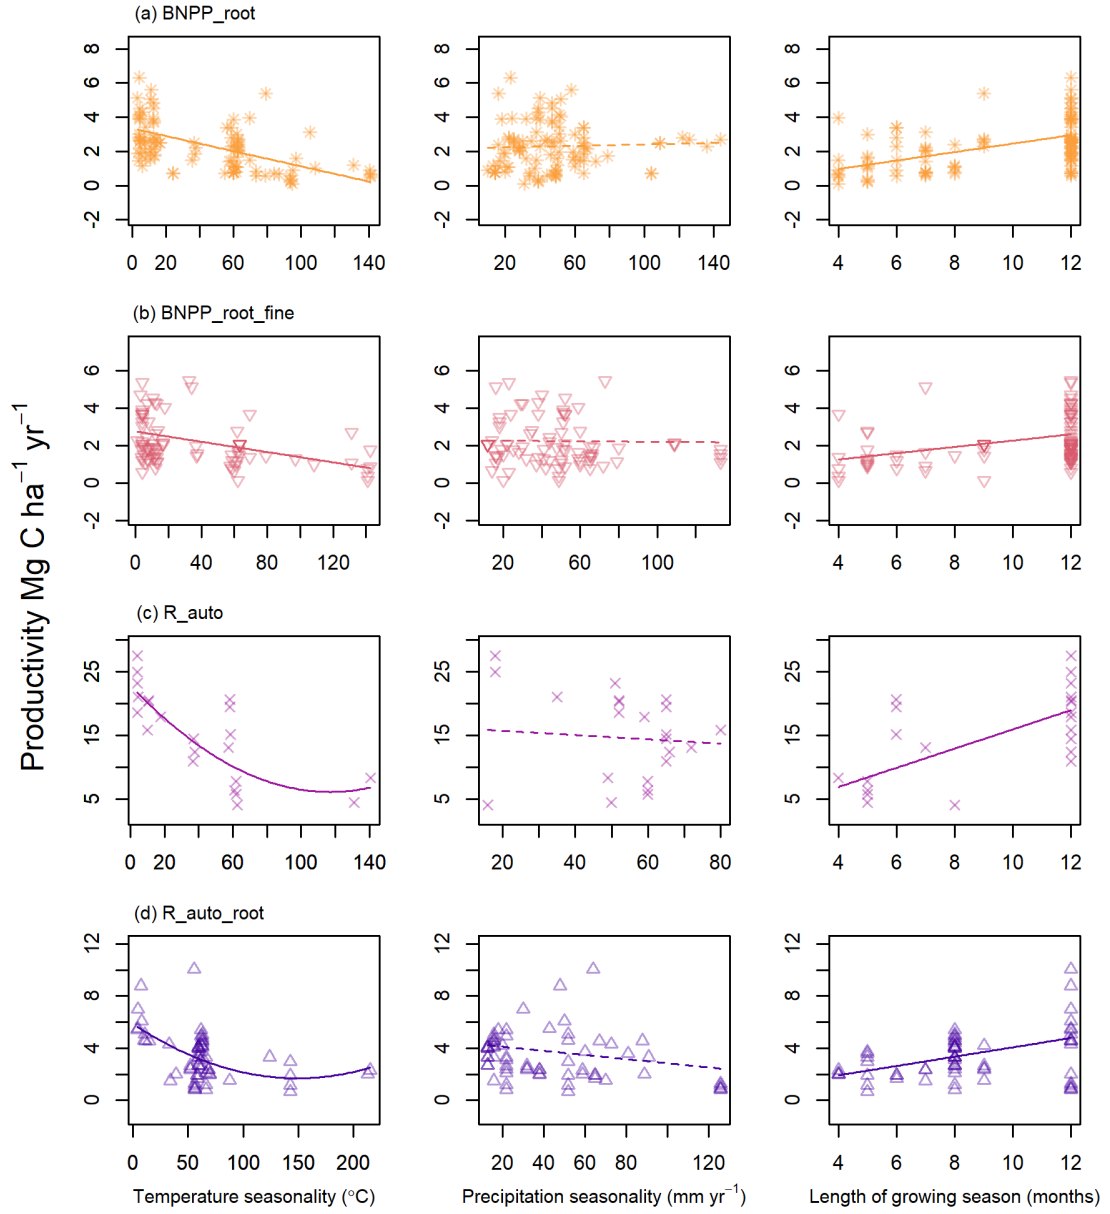 (a) BNPP_root
8
6
4
2
0
-2
0 20 60 100 140
20 40 60 80 100 140
4 6 8 10 12
(b) BNPP_root_fine
6
4
2
0
-2
0 40 80 120
20 40 60 80 100
4 6 8 10 12
Productivity Mg C ha⁻¹ yr⁻¹
(c) R_auto
25
15
5
0 20 60 100 140
20 40 60 80
4 6 8 10 12
(d) R_auto_root
12
8
4
0
0 50 100 150 200
20 40 60 80 120
4 6 8 10 12
Temperature seasonality (°C) Precipitation seasonality (mm yr⁻¹) Length of growing season (months)